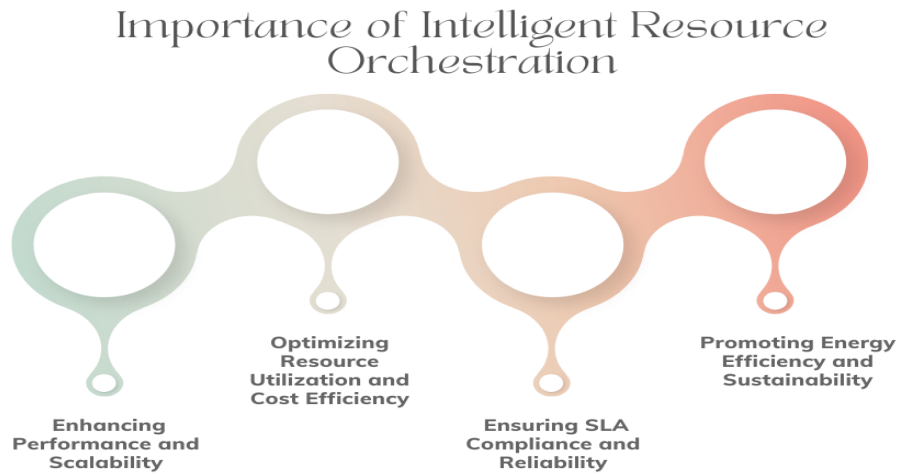 Importance of Intelligent Resource
Orchestration
Enhancing
Performance and
Scalability
Optimizing
Resource
Utilization and
Cost Efficiency
Ensuring SLA
Compliance and
Reliability
Promoting Energy
Efficiency and
Sustainability